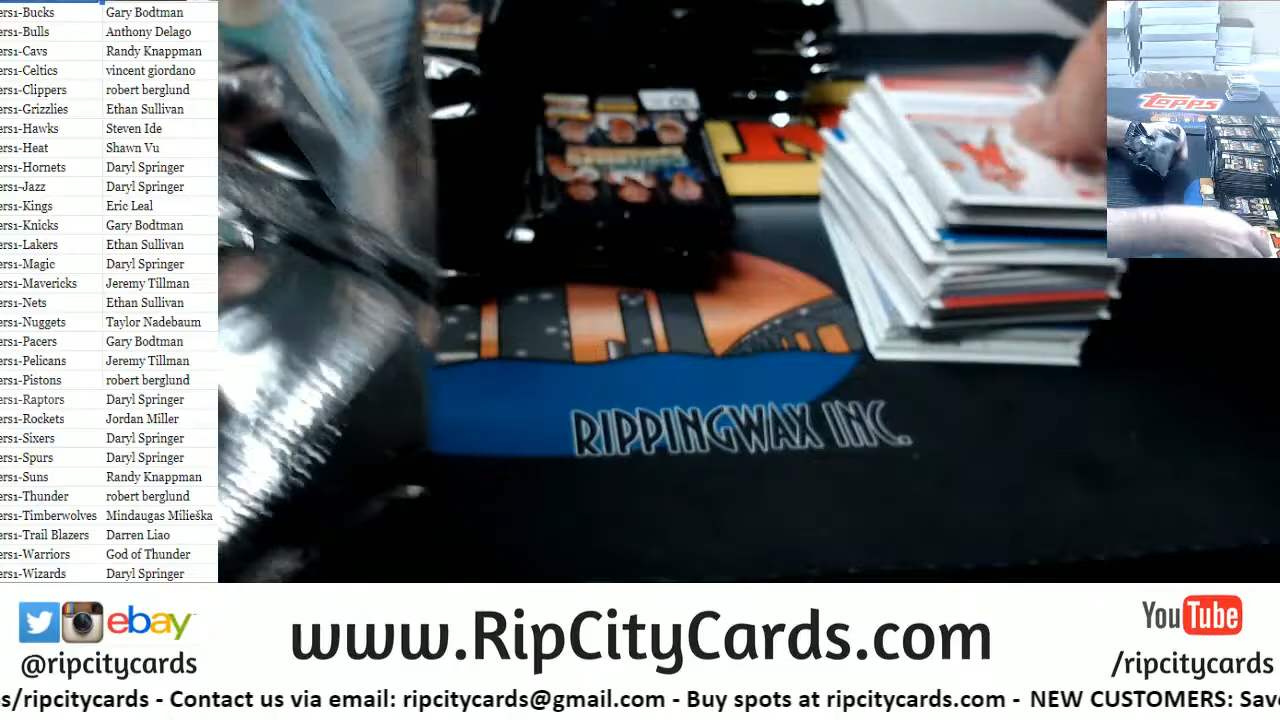 ers1-Bucks Gary Bodtman
ers1-Bulls Anthony Delago
ers1-Cavs Randy Knappman
ers1-Celtics vincent giordano
ers1-Clippers robert berglund
ers1-Grizzlies Ethan Sullivan
ers1-Hawks Steven Ide
ers1-Heat Shawn Vu
ers1-Hornets Daryl Springer
ers1-Jazz Daryl Springer
ers1-Kings Eric Leal
ers1-Knicks Gary Bodtman
ers1-Lakers Ethan Sullivan
ers1-Magic Daryl Springer
ers1-Mavericks Jeremy Tillman
ers1-Nets Ethan Sullivan
ers1-Nuggets Taylor Nadebaum
ers1-Pacers Gary Bodtman
ers1-Pelicans Jeremy Tillman
ers1-Pistons robert berglund
ers1-Raptors Daryl Springer
ers1-Rockets Jordan Miller
ers1-Sixers Daryl Springer
ers1-Spurs Daryl Springer
ers1-Suns Randy Knappman
ers1-Thunder robert berglund
ers1-Timberwolves Mindaugas Milieška
ers1-Trail Blazers Darren Liao
ers1-Warriors God of Thunder
ers1-Wizards Daryl Springer
Topps
RIPPINGWAX INC.
ebay
@ripcitycards
www.RipCityCards.com
YouTube
/ripcitycards
s/ripcitycards - Contact us via email: ripcitycards@gmail.com - Buy spots at ripcitycards.com - NEW CUSTOMERS: Save